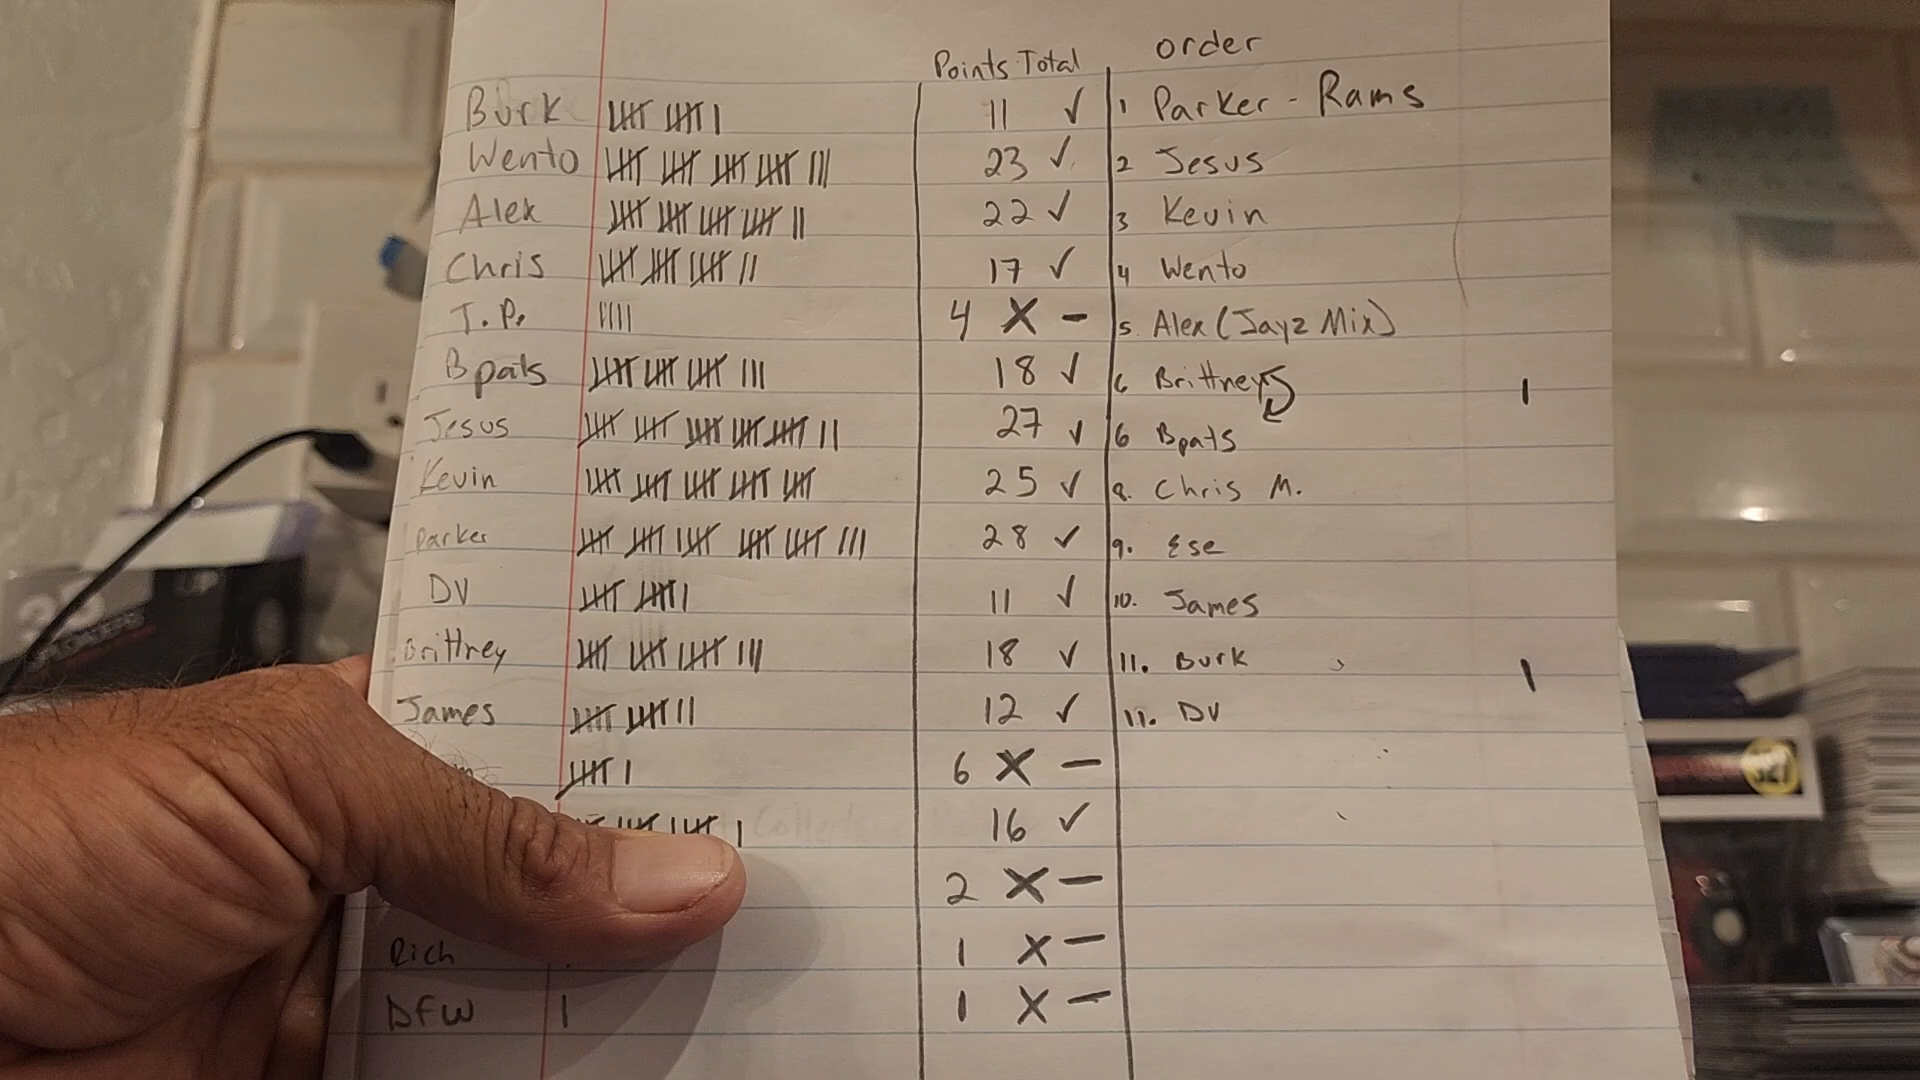 Points Total order
Burk 11 ✓ 1 Parker - Rams
Wento 23 ✓ 2 Jesus
Alex 22 ✓ 3 Kevin
Chris 17 ✓ 4 Wento
T.P. 4 X - 5. Alex (Jayz Mix)
Bpats 18 ✓ 6 Brittney
Jesus 27 ✓ 6 Bpats
Kevin 25 ✓ 8. Chris M.
Parker 28 ✓ 9. Ese
DV 11 ✓ 10. James
Brittney 18 ✓ 11. Burk
James 12 ✓ 11. DV
6 X -
16 ✓
2 X -
Rich 1 X -
DFW 1 X -